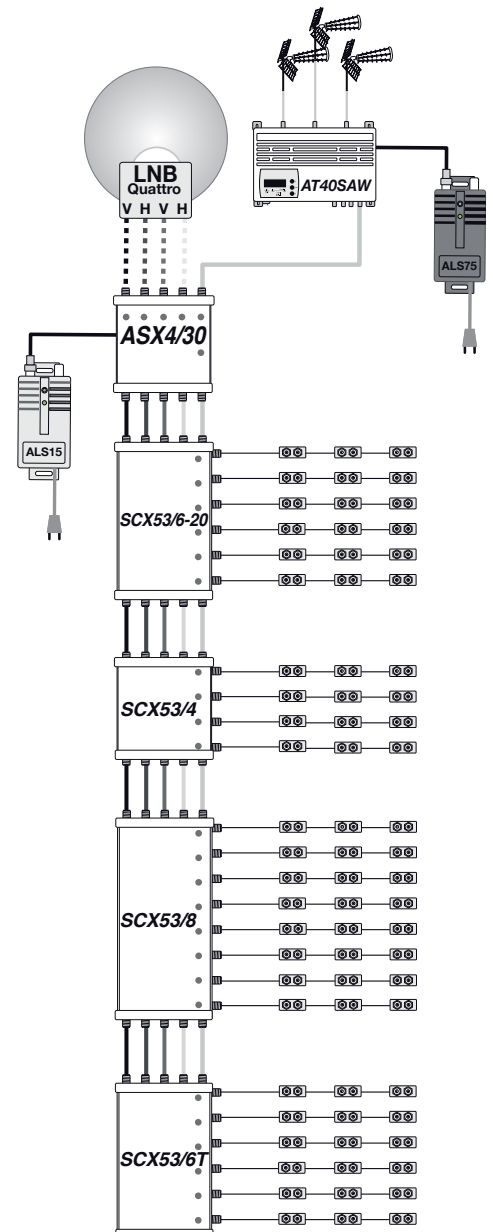 LNB
Quattro
V H V H
AT40SAW
ALS75
ASX4/30
ALS15
SCX53/6-20
SCX53/4
SCX53/8
SCX53/6T